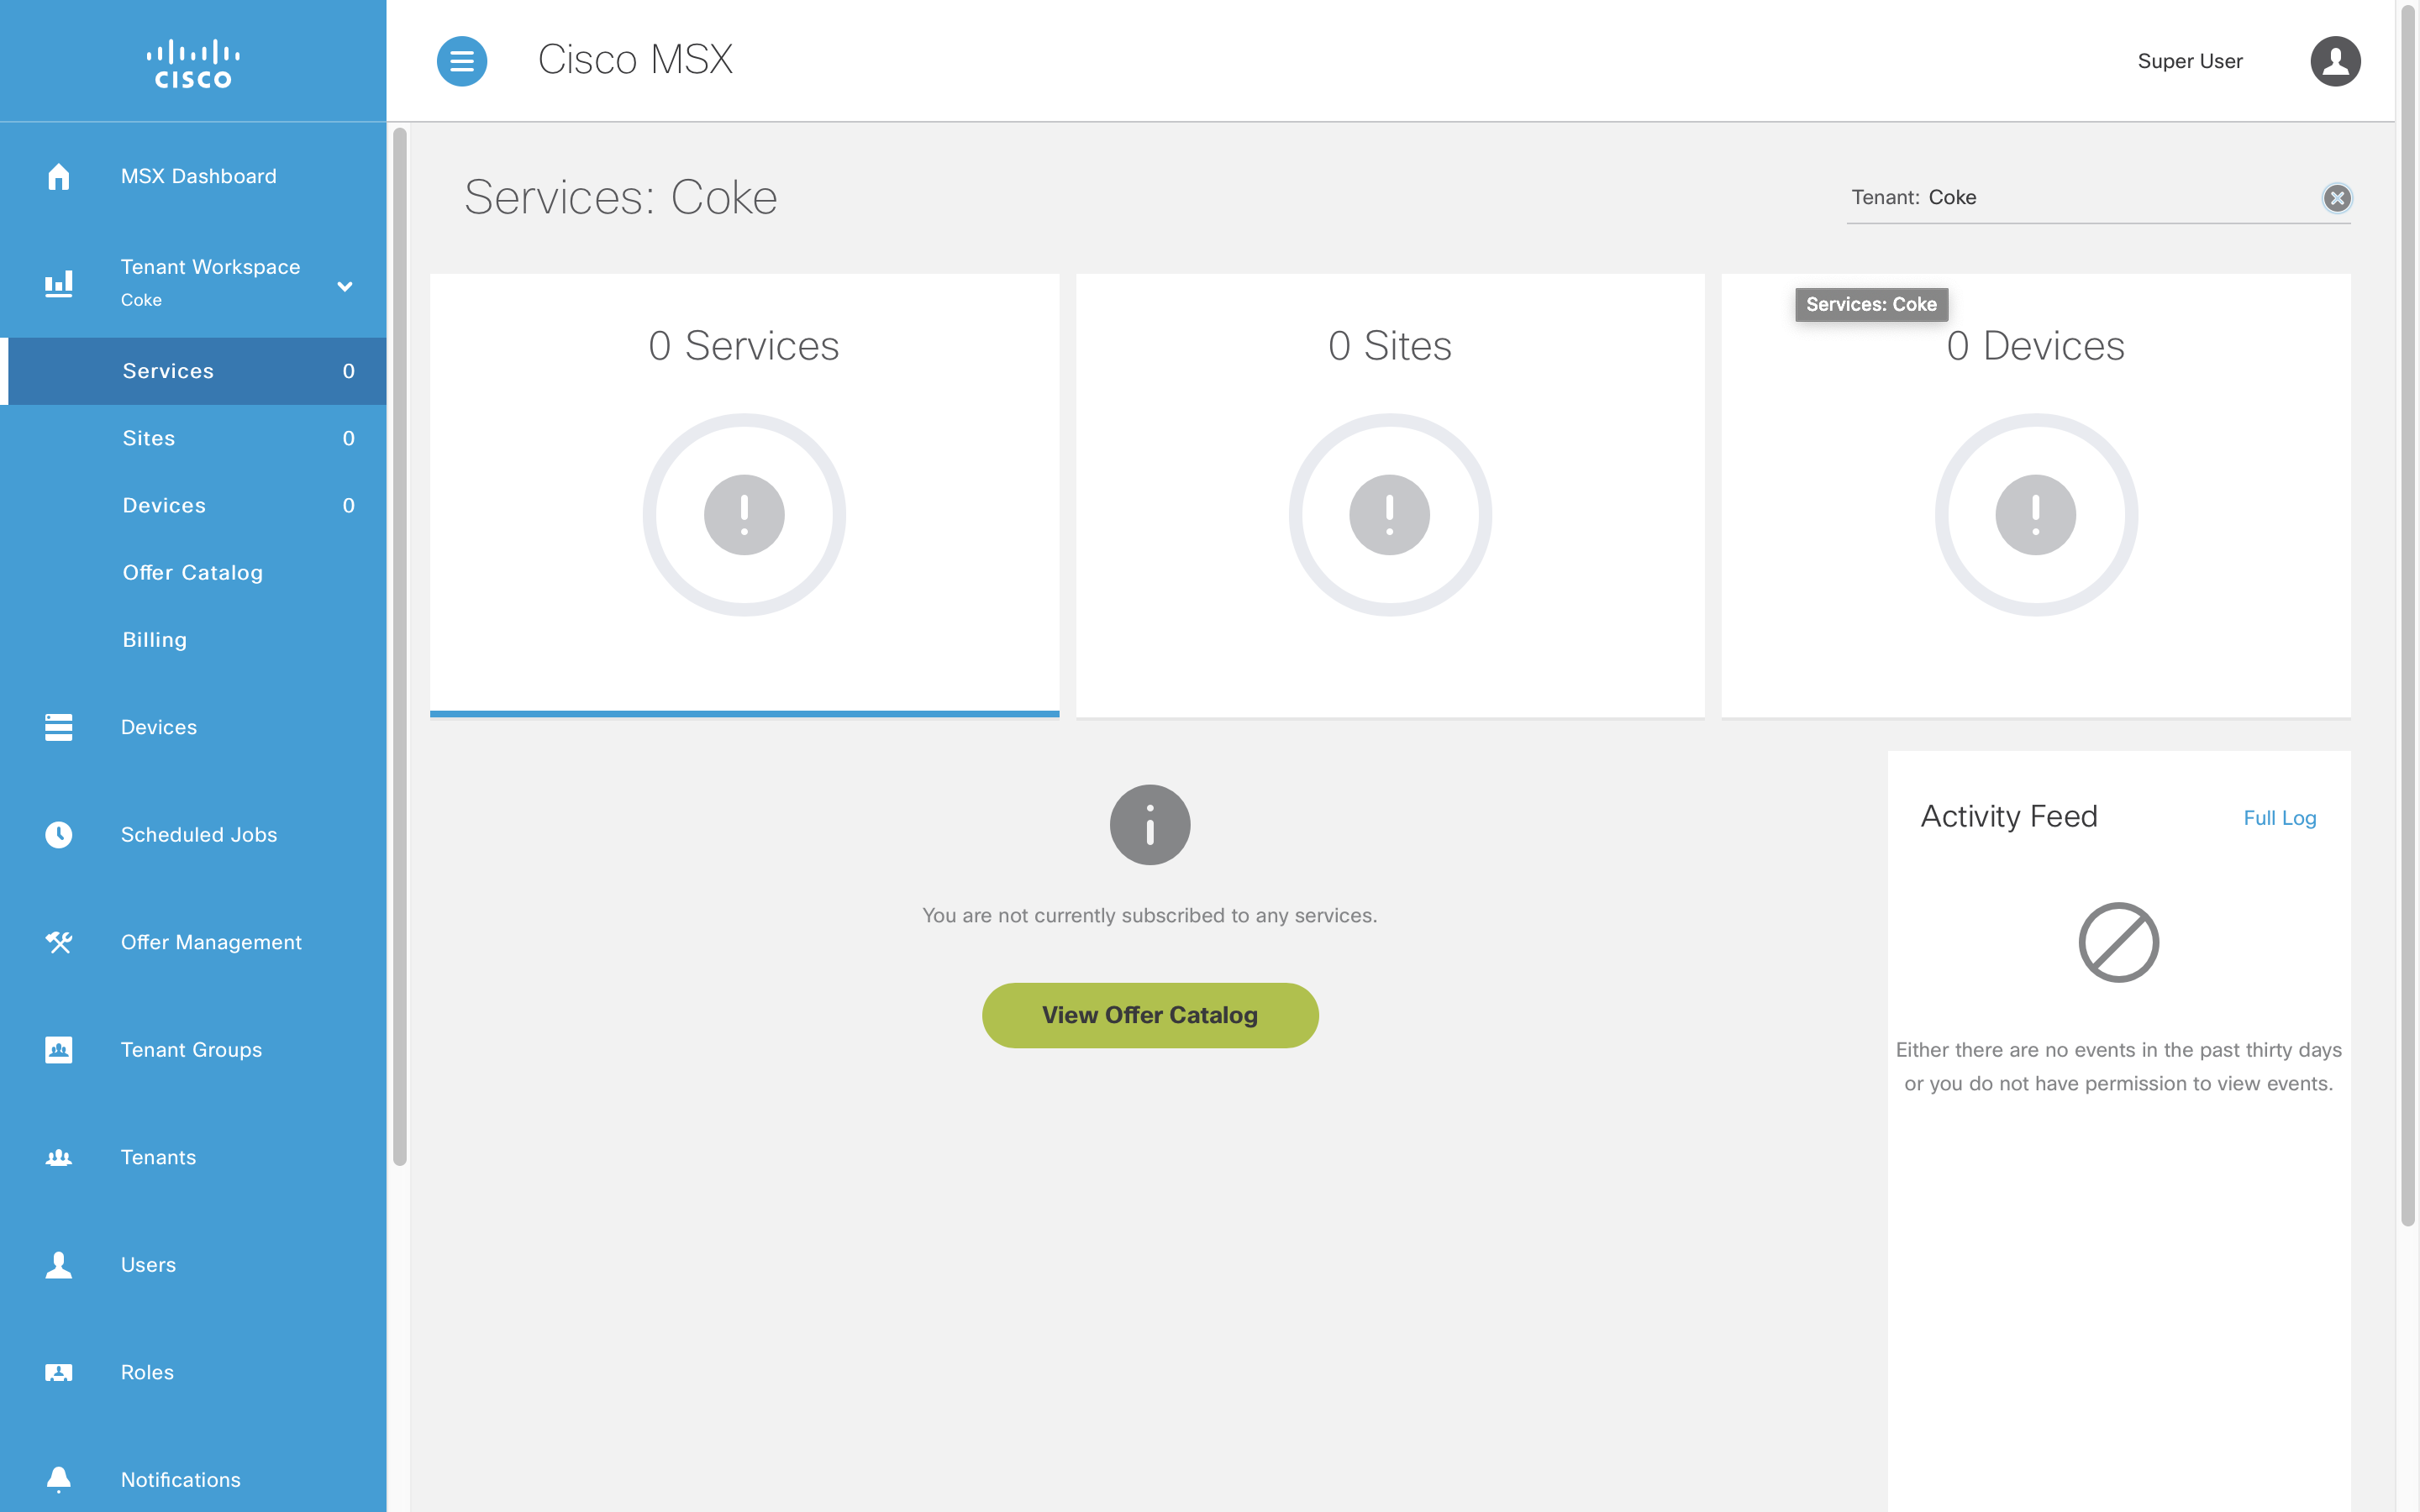 CISCO
Cisco MSX
Super User
MSX Dashboard
Tenant Workspace
Coke
Services 0
Sites 0
Devices 0
Offer Catalog
Billing
Devices
Scheduled Jobs
Offer Management
Tenant Groups
Tenants
Users
Roles
Notifications
Services: Coke
Tenant: Coke
Services: Coke
0 Services
0 Sites
0 Devices
You are not currently subscribed to any services.
View Offer Catalog
Activity Feed
Full Log
Either there are no events in the past thirty days
or you do not have permission to view events.